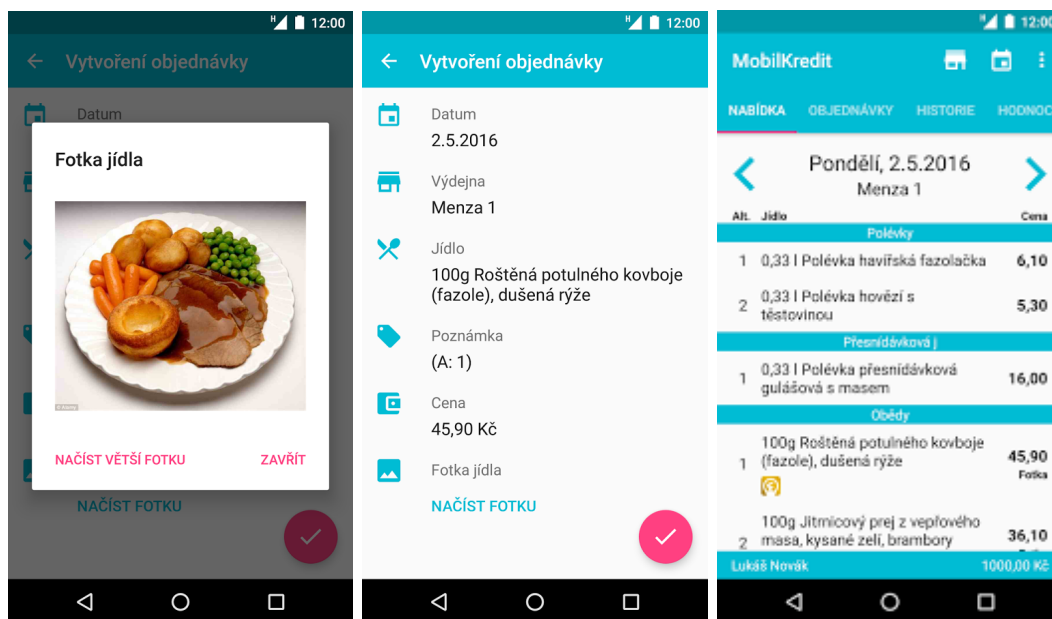 12:00
Vytvoření objednávky
Datum
Fotka jídla
NAČÍST VĚTŠÍ FOTKU
ZAVŘÍT
NAČÍST FOTKU
H
12:00
Vytvoření objednávky
Datum
2.5.2016
Výdejna
Menza 1
Jídlo
100g Roštěná potulného kovboje
(fazole), dušená rýže
Poznámka
(A: 1)
Cena
45,90 Kč
Fotka jídla
NAČÍST FOTKU
H
12:00
MobilKredit
NABÍDKA OBJEDNÁVKY HISTORIE HODNOC
Pondělí, 2.5.2016
Menza 1
Alt. Jídlo Cena
Polévky
1 0,33 l Polévka havířská fazolačka 6,10
2 0,33 l Polévka hovězí s
těstovinou 5,30
Přesnídávková j
1 0,33 l Polévka přesnídávková
gulášová s masem 16,00
Obědy
1 100g Roštěná potulného kovboje
(fazole), dušená rýže 45,90
Fotka
2 100g Jitrnicový prej z vepřového
masa, kysané zelí, brambory 36,10
Lukáš Novák 1000,00 Kč